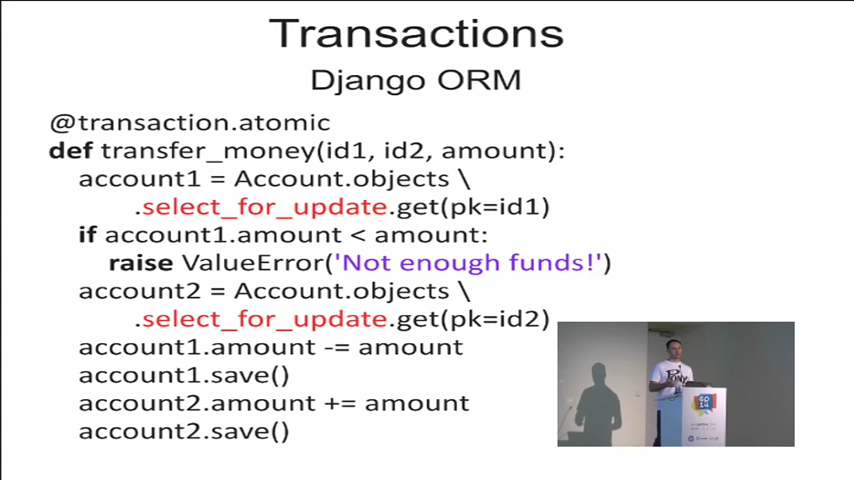 Transactions
Django ORM
@transaction.atomic
def transfer_money(id1, id2, amount):
account1 = Account.objects \
.select_for_update.get(pk=id1)
if account1.amount < amount:
raise ValueError('Not enough funds!')
account2 = Account.objects \
.select_for_update.get(pk=id2)
account1.amount -= amount
account1.save()
account2.amount += amount
account2.save()